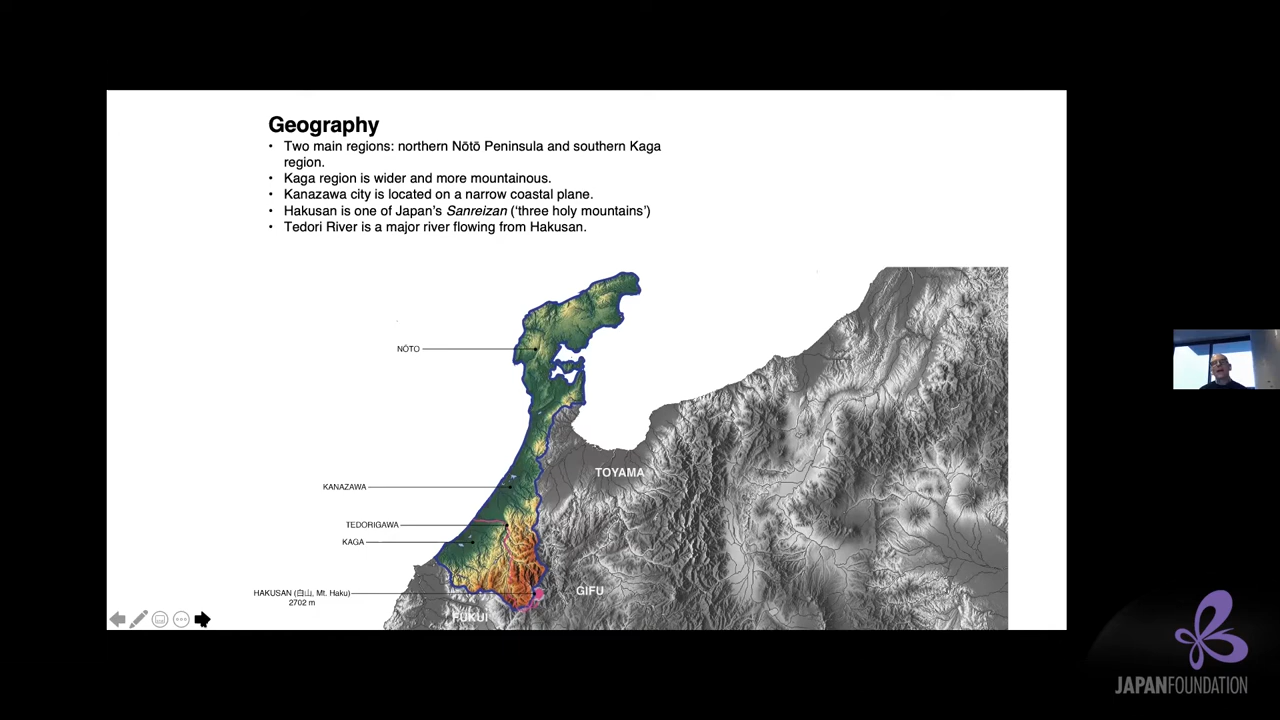 Geography
• Two main regions: northern Nōtō Peninsula and southern Kaga
region.
• Kaga region is wider and more mountainous.
• Kanazawa city is located on a narrow coastal plane.
• Hakusan is one of Japan’s Sanreizan (‘three holy mountains’)
• Tedori River is a major river flowing from Hakusan.
NŌTO
TOYAMA
KANAZAWA
TEDORIGAWA
KAGA
HAKUSAN (白山, Mt. Haku)
2702 m
GIFU
FUKUI
JAPANFOUNDATION